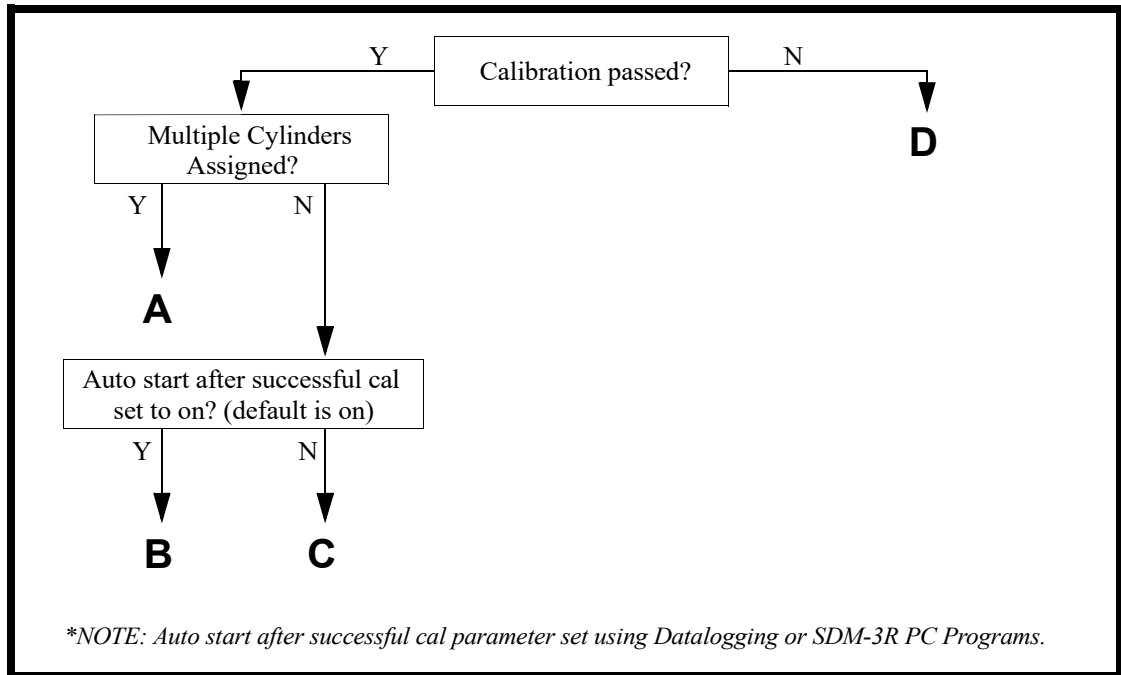 Y
Calibration passed?
N
Multiple Cylinders
Assigned?
D
Y
N
A
Auto start after successful cal
set to on? (default is on)
Y
N
B
C
*NOTE: Auto start after successful cal parameter set using Datalogging or SDM-3R PC Programs.